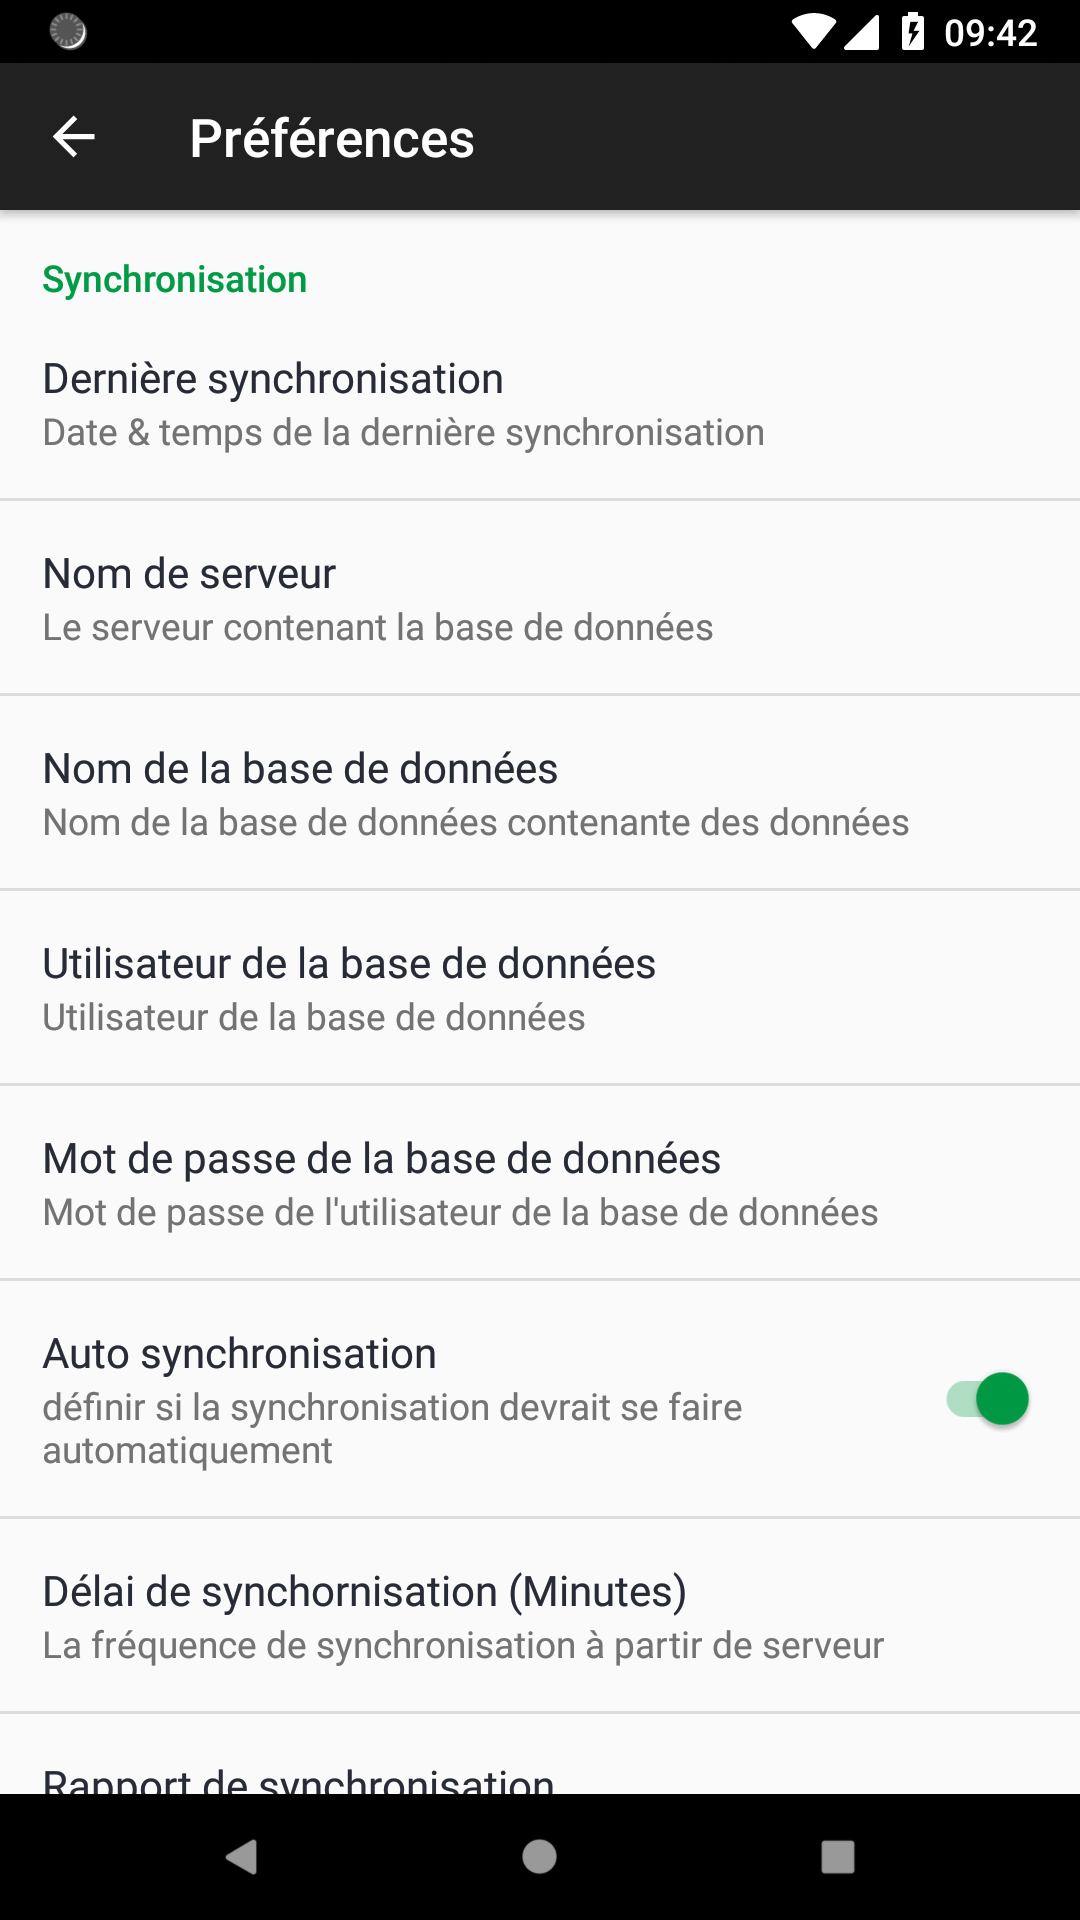 09:42
Préférences
Synchronisation
Dernière synchronisation
Date & temps de la dernière synchronisation
Nom de serveur
Le serveur contenant la base de données
Nom de la base de données
Nom de la base de données contenante des données
Utilisateur de la base de données
Utilisateur de la base de données
Mot de passe de la base de données
Mot de passe de l'utilisateur de la base de données
Auto synchronisation
définir si la synchronisation devrait se faire
automatiquement
Délai de synchornisation (Minutes)
La fréquence de synchronisation à partir de serveur
Rapport de synchronisation